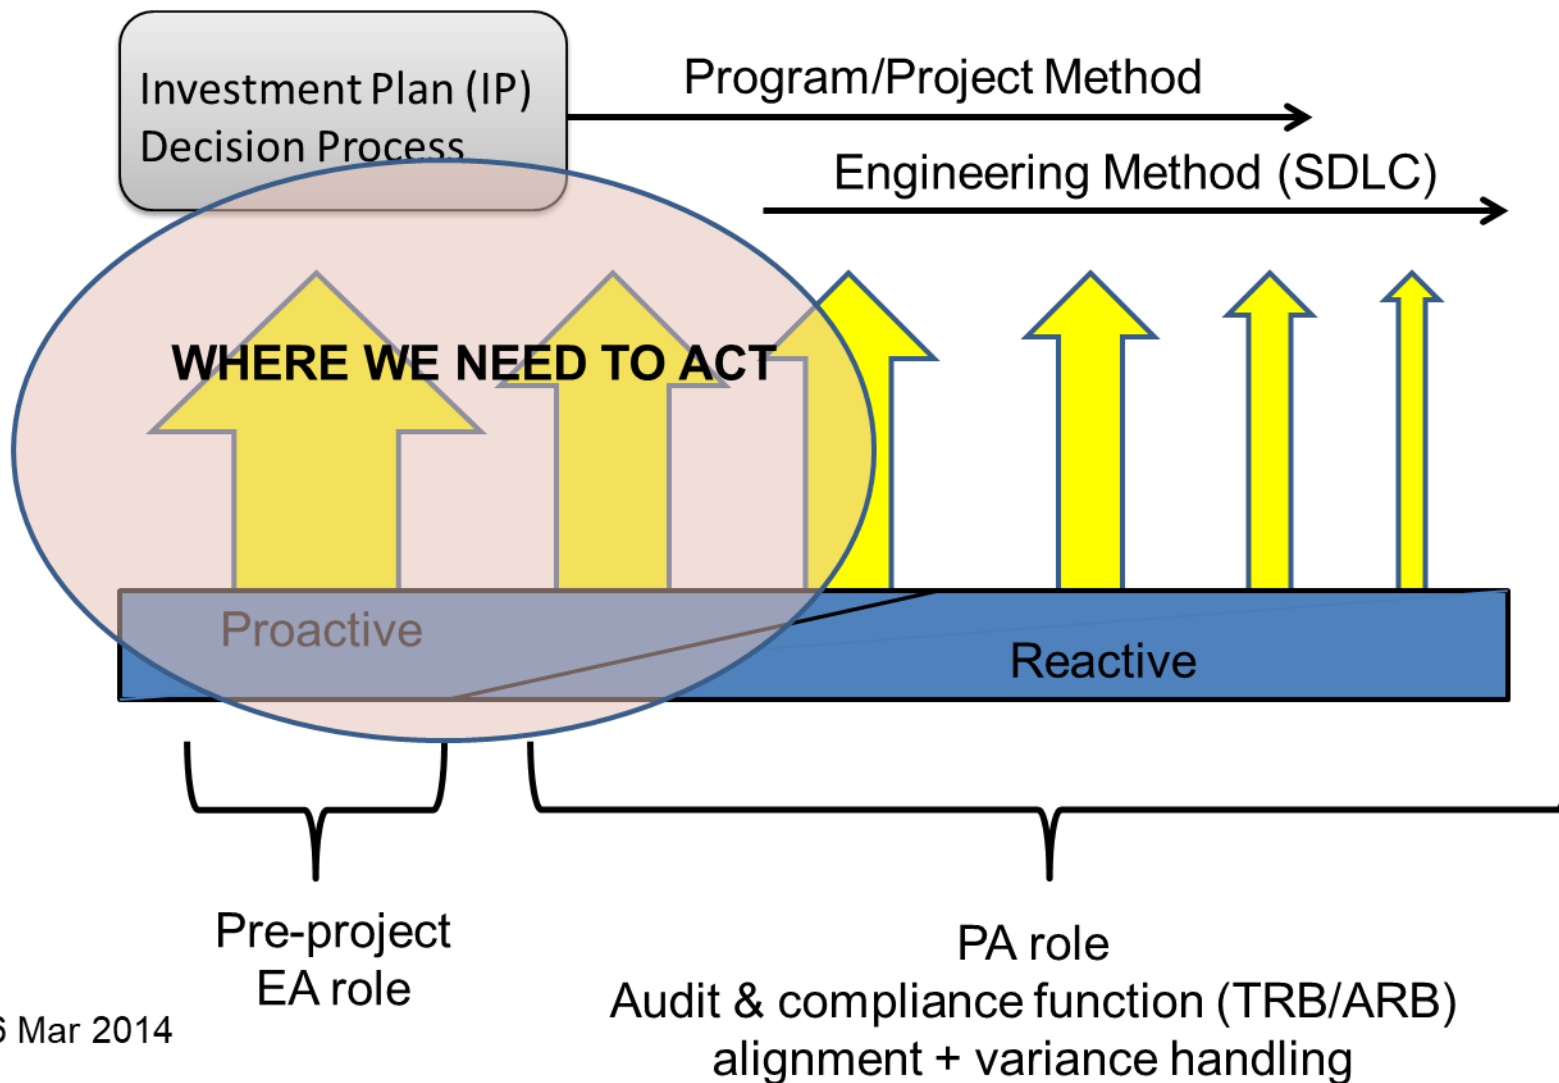 Investment Plan (IP)
Decision Process
Program/Project Method
Engineering Method (SDLC)
WHERE WE NEED TO ACT
Proactive
Reactive
Pre-project
EA role
PA role
Audit & compliance function (TRB/ARB)
alignment + variance handling
Mar 2014